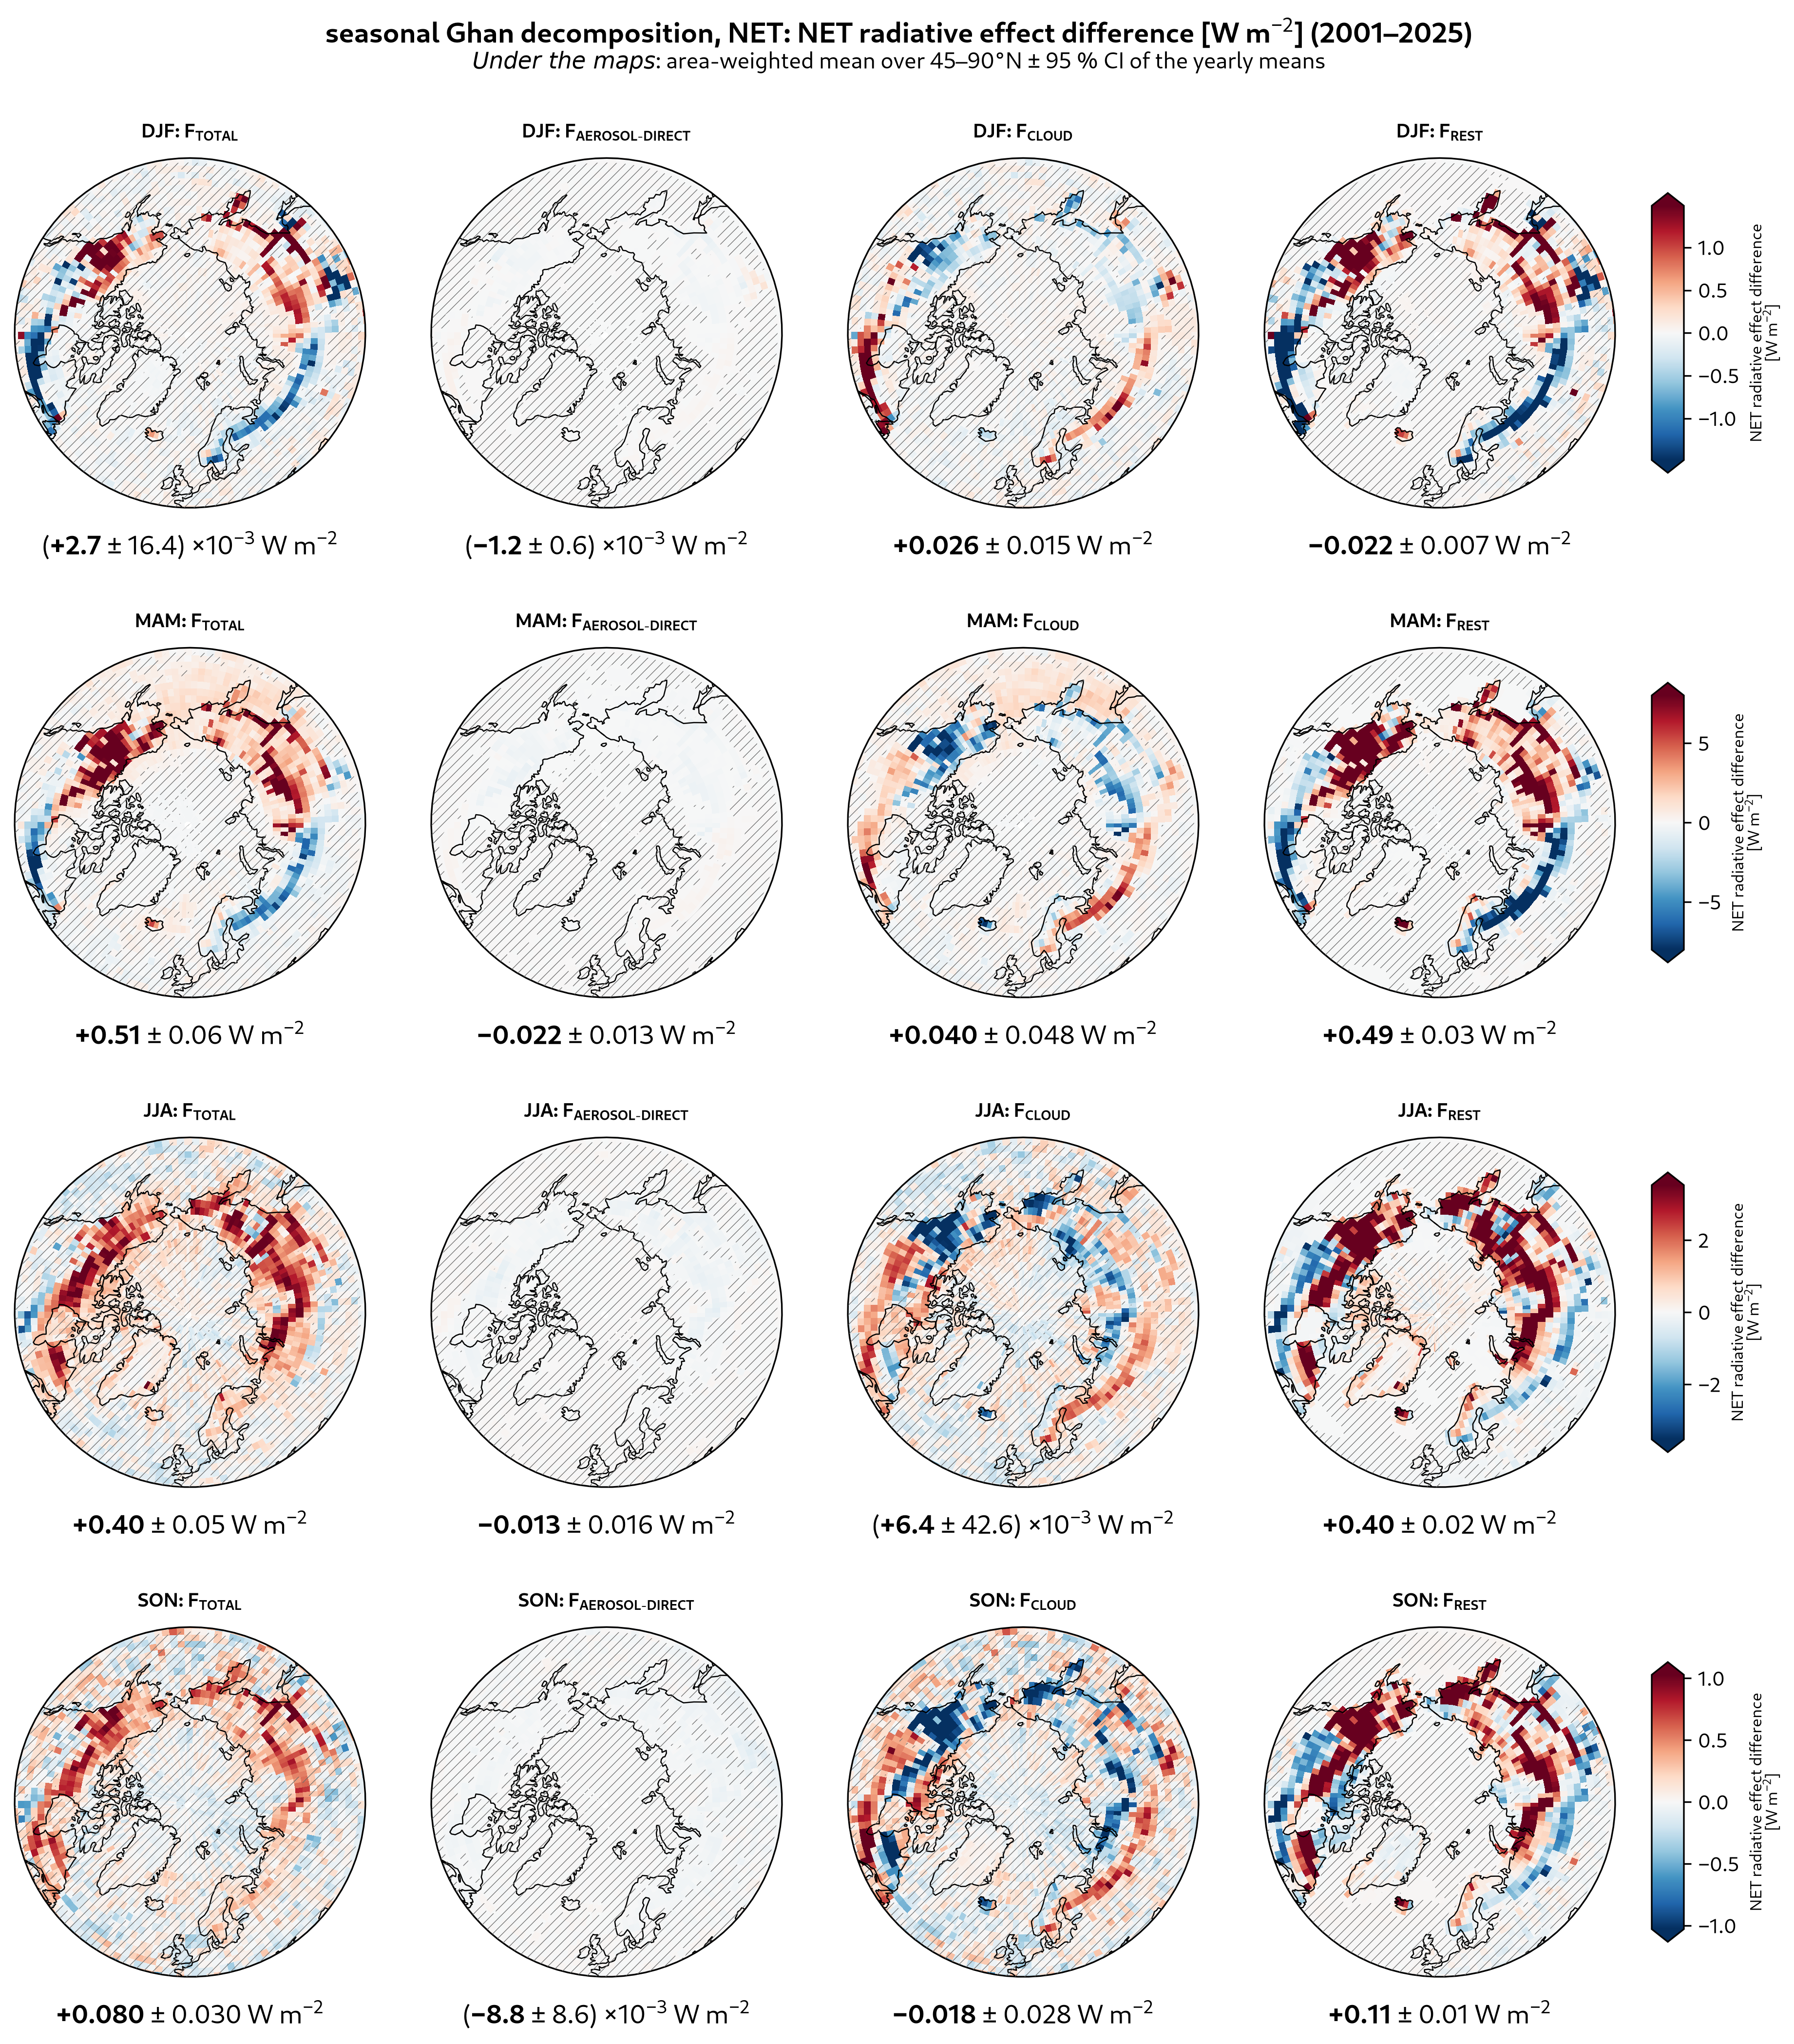 seasonal Ghan decomposition, NET: NET radiative effect difference [W m⁻²] (2001–2025)
Under the maps: area-weighted mean over 45–90°N ± 95 % CI of the yearly means
DJF: F_TOTAL
DJF: F_AEROSOL-DIRECT
DJF: F_CLOUD
DJF: F_REST
1.0
0.5
0.0
−0.5
−1.0
NET radiative effect difference
[W m⁻²]
(+2.7 ± 16.4) ×10⁻³ W m⁻²
(−1.2 ± 0.6) ×10⁻³ W m⁻²
+0.026 ± 0.015 W m⁻²
−0.022 ± 0.007 W m⁻²
MAM: F_TOTAL
MAM: F_AEROSOL-DIRECT
MAM: F_CLOUD
MAM: F_REST
5
0
−5
NET radiative effect difference
[W m⁻²]
+0.51 ± 0.06 W m⁻²
−0.022 ± 0.013 W m⁻²
+0.040 ± 0.048 W m⁻²
+0.49 ± 0.03 W m⁻²
JJA: F_TOTAL
JJA: F_AEROSOL-DIRECT
JJA: F_CLOUD
JJA: F_REST
2
0
−2
NET radiative effect difference
[W m⁻²]
+0.40 ± 0.05 W m⁻²
−0.013 ± 0.016 W m⁻²
(+6.4 ± 42.6) ×10⁻³ W m⁻²
+0.40 ± 0.02 W m⁻²
SON: F_TOTAL
SON: F_AEROSOL-DIRECT
SON: F_CLOUD
SON: F_REST
1.0
0.5
0.0
−0.5
−1.0
NET radiative effect difference
[W m⁻²]
+0.080 ± 0.030 W m⁻²
(−8.8 ± 8.6) ×10⁻³ W m⁻²
−0.018 ± 0.028 W m⁻²
+0.11 ± 0.01 W m⁻²